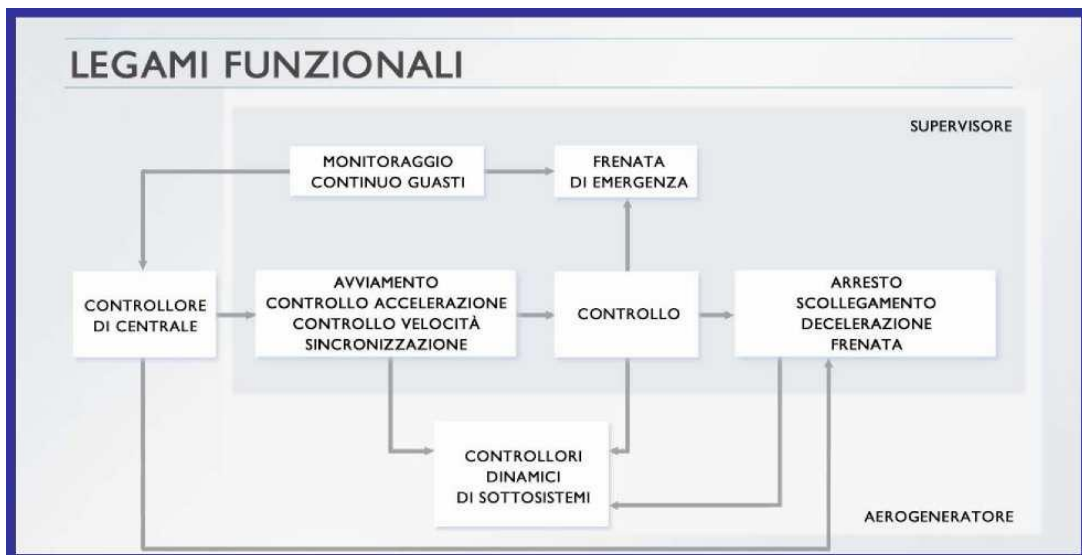 LEGAMI FUNZIONALI
SUPERVISORE
MONITORAGGIO
CONTINUO GUASTI
FRENATA
DI EMERGENZA
CONTROLLORE
DI CENTRALE
AVVIAMENTO
CONTROLLO ACCELERAZIONE
CONTROLLO VELOCITÀ
SINCRONIZZAZIONE
CONTROLLO
ARRESTO
SCOLLEGAMENTO
DECELERAZIONE
FRENATA
CONTROLLORI
DINAMICI
DI SOTTOSISTEMI
AEROGENERATORE